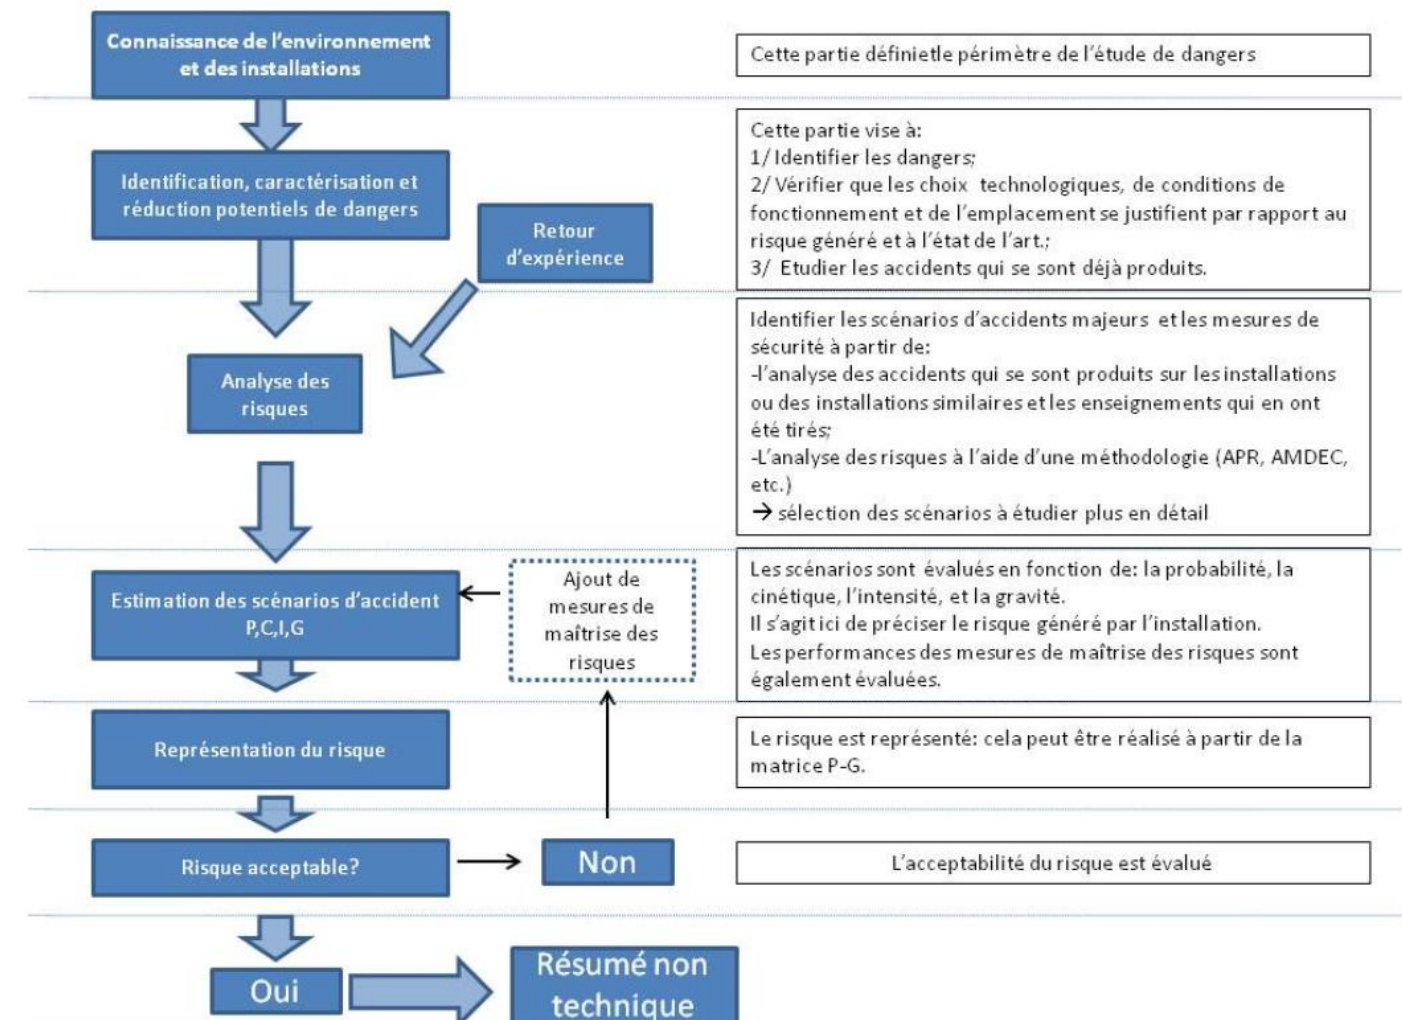 Connaissance de l'environnement
et des installations
Cette partie définietle périmètre de l'étude de dangers
Identification, caractérisation et
réduction potentiels de dangers
Retour
d'expérience
Cette partie vise à:
1/ Identifier les dangers;
2/ Vérifier que les choix technologiques, de conditions de
fonctionnement et de l'emplacement se justifient par rapport au
risque généré et à l'état de l'art.;
3/ Etudier les accidents qui se sont déjà produits.
Analyse des
risques
Identifier les scénarios d'accidents majeurs et les mesures de
sécurité à partir de:
-l'analyse des accidents qui se sont produits sur les installations
ou des installations similaires et les enseignements qui en ont
été tirés;
-L'analyse des risques à l'aide d'une méthodologie (APR, AMDEC,
etc.)
→ sélection des scénarios à étudier plus en détail
Estimation des scénarios d'accident
P,C,I,G
Ajout de
mesures de
maîtrise des
risques
Les scénarios sont évalués en fonction de: la probabilité, la
cinétique, l'intensité, et la gravité.
Il s'agit ici de préciser le risque généré par l'installation.
Les performances des mesures de maîtrise des risques sont
également évaluées.
Représentation du risque
Le risque est représenté: cela peut être réalisé à partir de la
matrice P-G.
Risque acceptable?
Non
L'acceptabilité du risque est évalué
Oui
Résumé non
technique